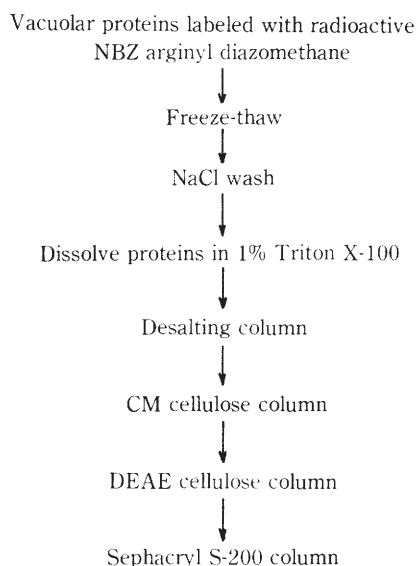 Vacuolar proteins labeled with radioactive
NBZ arginyl diazomethane
Freeze-thaw
NaCl wash
Dissolve proteins in 1% Triton X-100
Desalting column
CM cellulose column
DEAE cellulose column
Sephacryl S-200 column